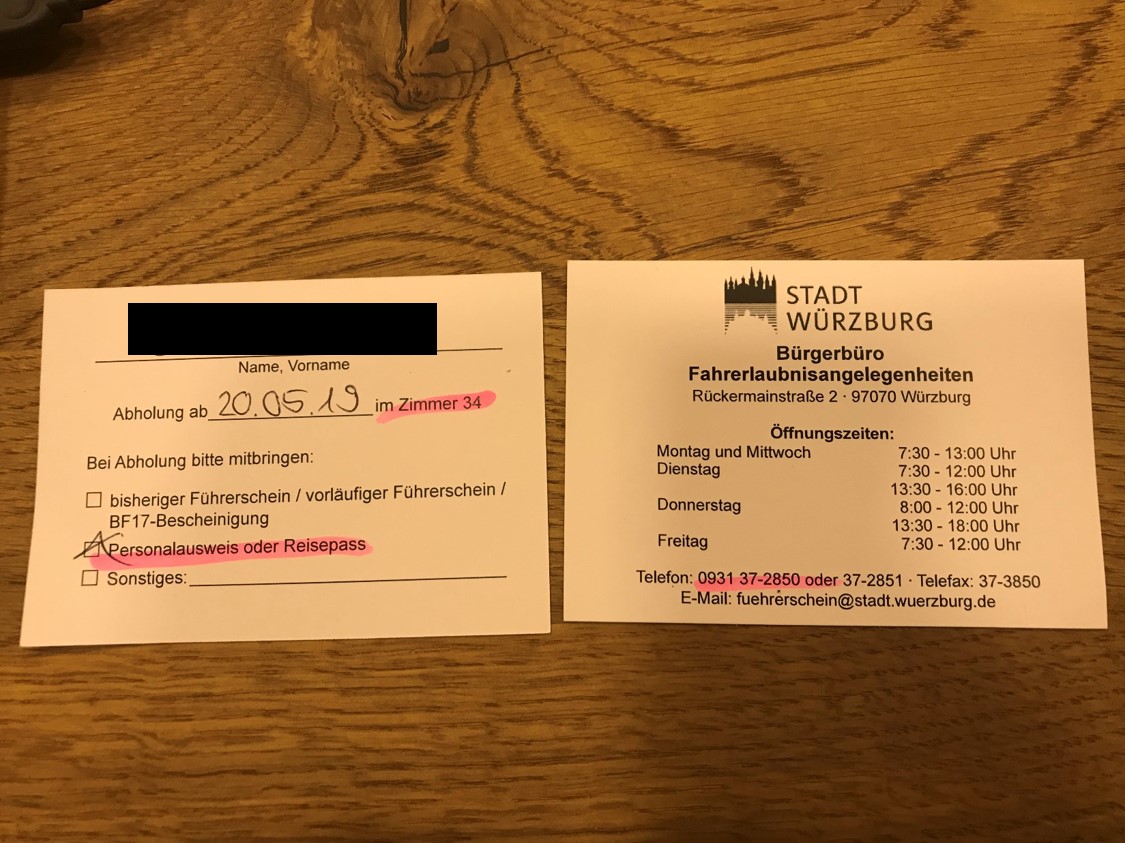 Name, Vorname
Abholung ab 20.05.19 im Zimmer 34
Bei Abholung bitte mitbringen:
bisheriger Führerschein / vorläufiger Führerschein /
BF17-Bescheinigung
Personalausweis oder Reisepass
Sonstiges:
STADT
WÜRZBURG
Bürgerbüro
Fahrerlaubnisangelegenheiten
Rückermainstraße 2 · 97070 Würzburg
Öffnungszeiten:
Montag und Mittwoch 7:30 - 13:00 Uhr
Dienstag 7:30 - 12:00 Uhr
13:30 - 16:00 Uhr
Donnerstag 8:00 - 12:00 Uhr
13:30 - 18:00 Uhr
Freitag 7:30 - 12:00 Uhr
Telefon: 0931 37-2850 oder 37-2851 · Telefax: 37-3850
E-Mail: fuehrerschein@stadt.wuerzburg.de